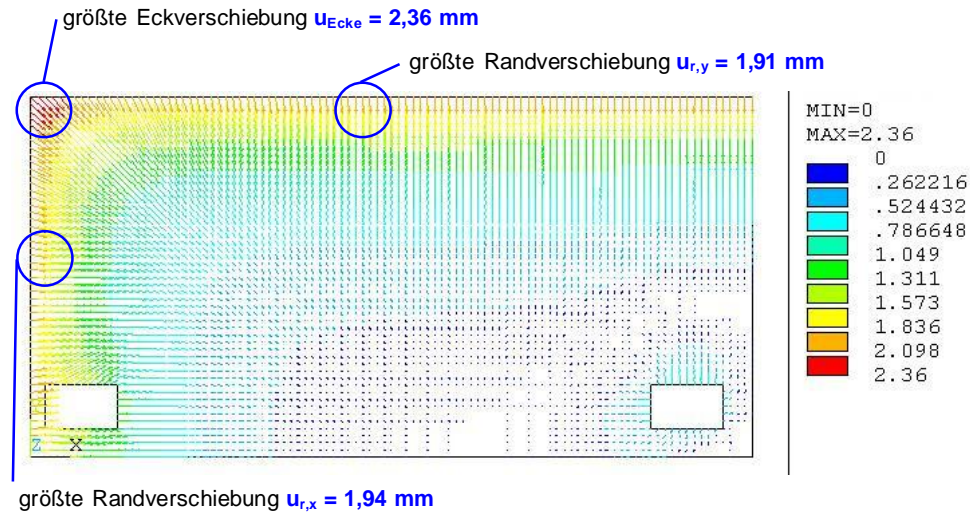 größte Eckverschiebung uEcke = 2,36 mm
größte Randverschiebung ur,y = 1,91 mm
MIN=0
MAX=2.36
0
.262216
.524432
.786648
1.049
1.311
1.573
1.836
2.098
2.36
Z X
größte Randverschiebung ur,x = 1,94 mm